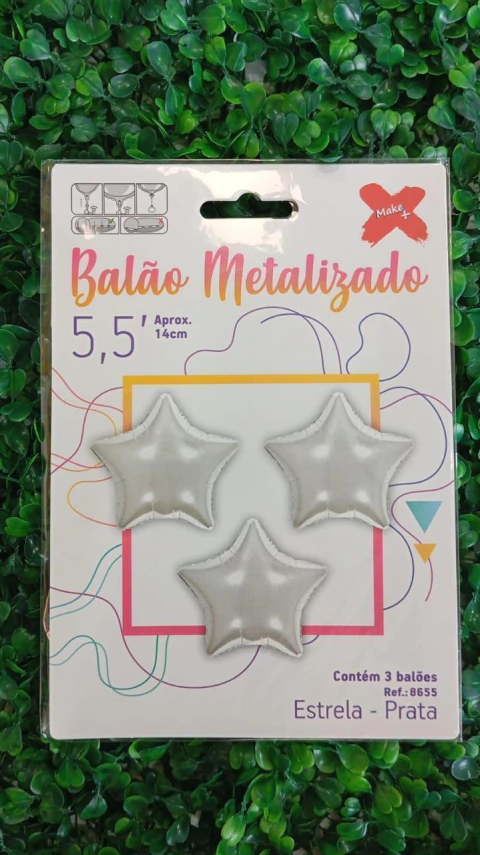 Make
+
Balão Metalizado
5,5' Aprox.
14cm
Contém 3 balões
Ref.: 8655
Estrela - Prata